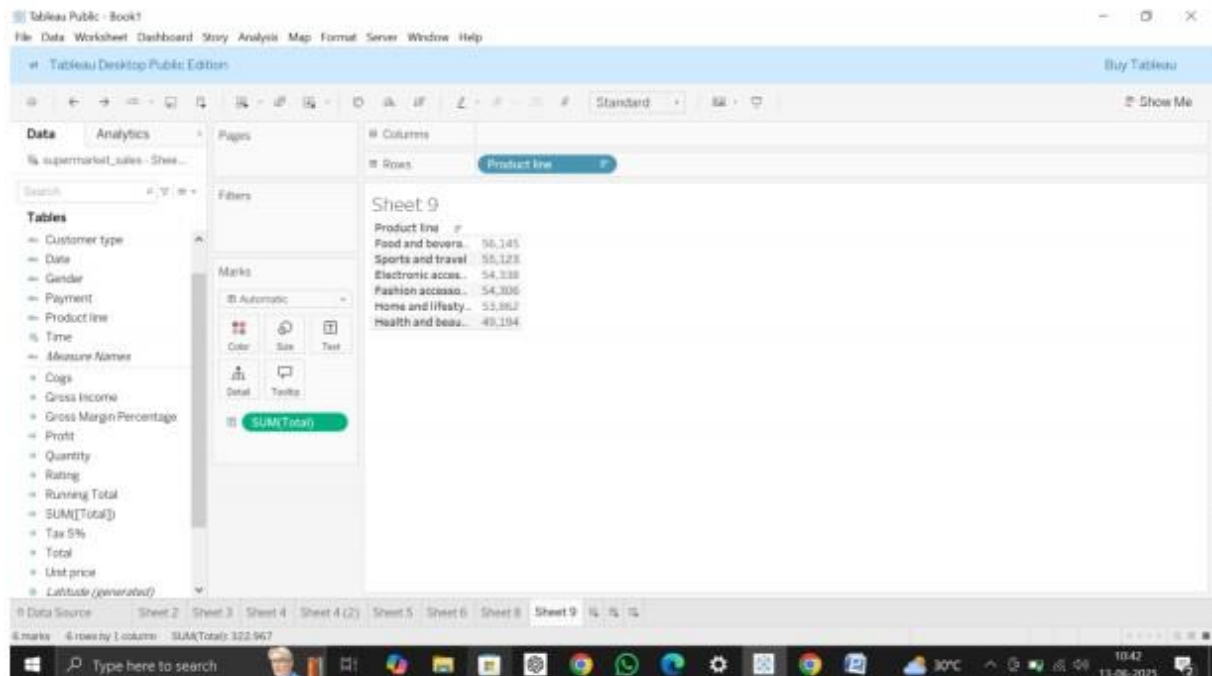 Tableau Public - Book1
File Data Worksheet Dashboard Story Analysis Map Format Server Window Help
Tableau Desktop Public Edition Buy Tableau
Standard Show Me
Data Analytics Pages Columns
supermarket_sales - Shee... Rows Product line
Search Filters
Tables
Sheet 9
Product line
Customer type Food and bevera.. 56,145
Date Sports and travel 55,123
Gender Marks Electronic acces.. 54,338
Payment Automatic Fashion accesso.. 54,306
Product line Home and lifesty.. 53,862
Time Color Size Text Health and beau.. 49,194
Measure Names
Cogs Detail Tooltip
Gross Income
Gross Margin Percentage SUM(Total)
Profit
Quantity
Rating
Running Total
SUM([Total])
Tax 5%
Total
Unit price
Latitude (generated)
Data Source Sheet 2 Sheet 3 Sheet 4 Sheet 4 (2) Sheet 5 Sheet 6 Sheet 8 Sheet 9
6 marks 6 rows by 1 column SUM(Total): 322,967
Type here to search 30°C 10:42
13-06-2025